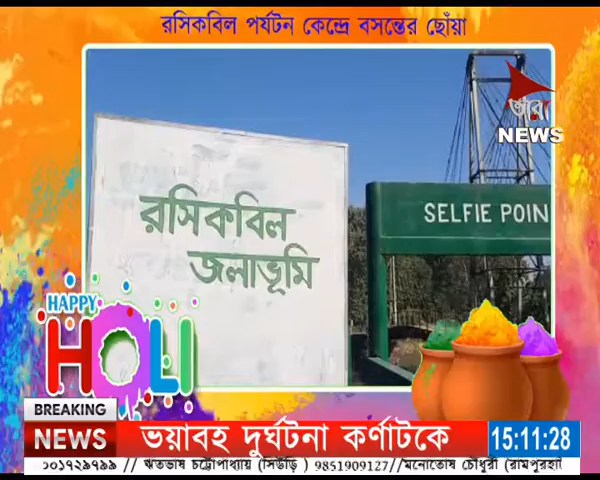 রসিকবিল পর্যটন কেন্দ্রে বসন্তের ছোঁয়া
তারা
NEWS
রসিকবিল
জলাভূমি
SELFIE POIN
HAPPY
HOLI
BREAKING
NEWS
ভয়াবহ দুর্ঘটনা কর্ণাটকে
15:11:28
০১৭২৯৭৯৯ // ঋতভাষ চট্টোপাধ্যায় (সিউড়ি) ৯৮৫১৯০৯১২৭//মনোতোষ চৌধুরী (রামপুরহাট